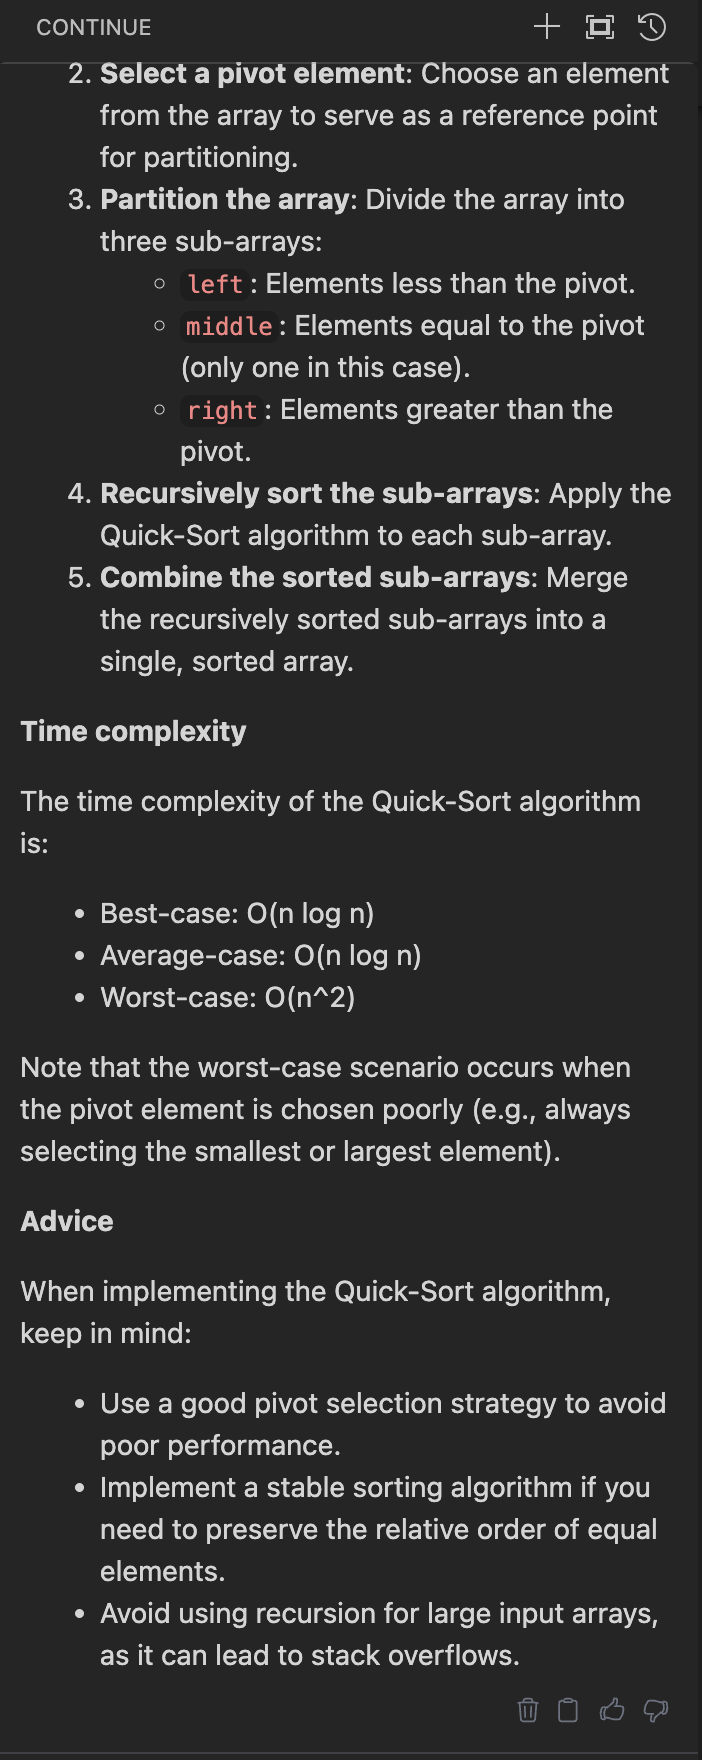 CONTINUE
2. Select a pivot element: Choose an element
from the array to serve as a reference point
for partitioning.
3. Partition the array: Divide the array into
three sub-arrays:
left: Elements less than the pivot.
middle: Elements equal to the pivot
(only one in this case).
right: Elements greater than the
pivot.
4. Recursively sort the sub-arrays: Apply the
Quick-Sort algorithm to each sub-array.
5. Combine the sorted sub-arrays: Merge
the recursively sorted sub-arrays into a
single, sorted array.
Time complexity
The time complexity of the Quick-Sort algorithm
is:
• Best-case: O(n log n)
• Average-case: O(n log n)
• Worst-case: O(n^2)
Note that the worst-case scenario occurs when
the pivot element is chosen poorly (e.g., always
selecting the smallest or largest element).
Advice
When implementing the Quick-Sort algorithm,
keep in mind:
• Use a good pivot selection strategy to avoid
poor performance.
• Implement a stable sorting algorithm if you
need to preserve the relative order of equal
elements.
• Avoid using recursion for large input arrays,
as it can lead to stack overflows.